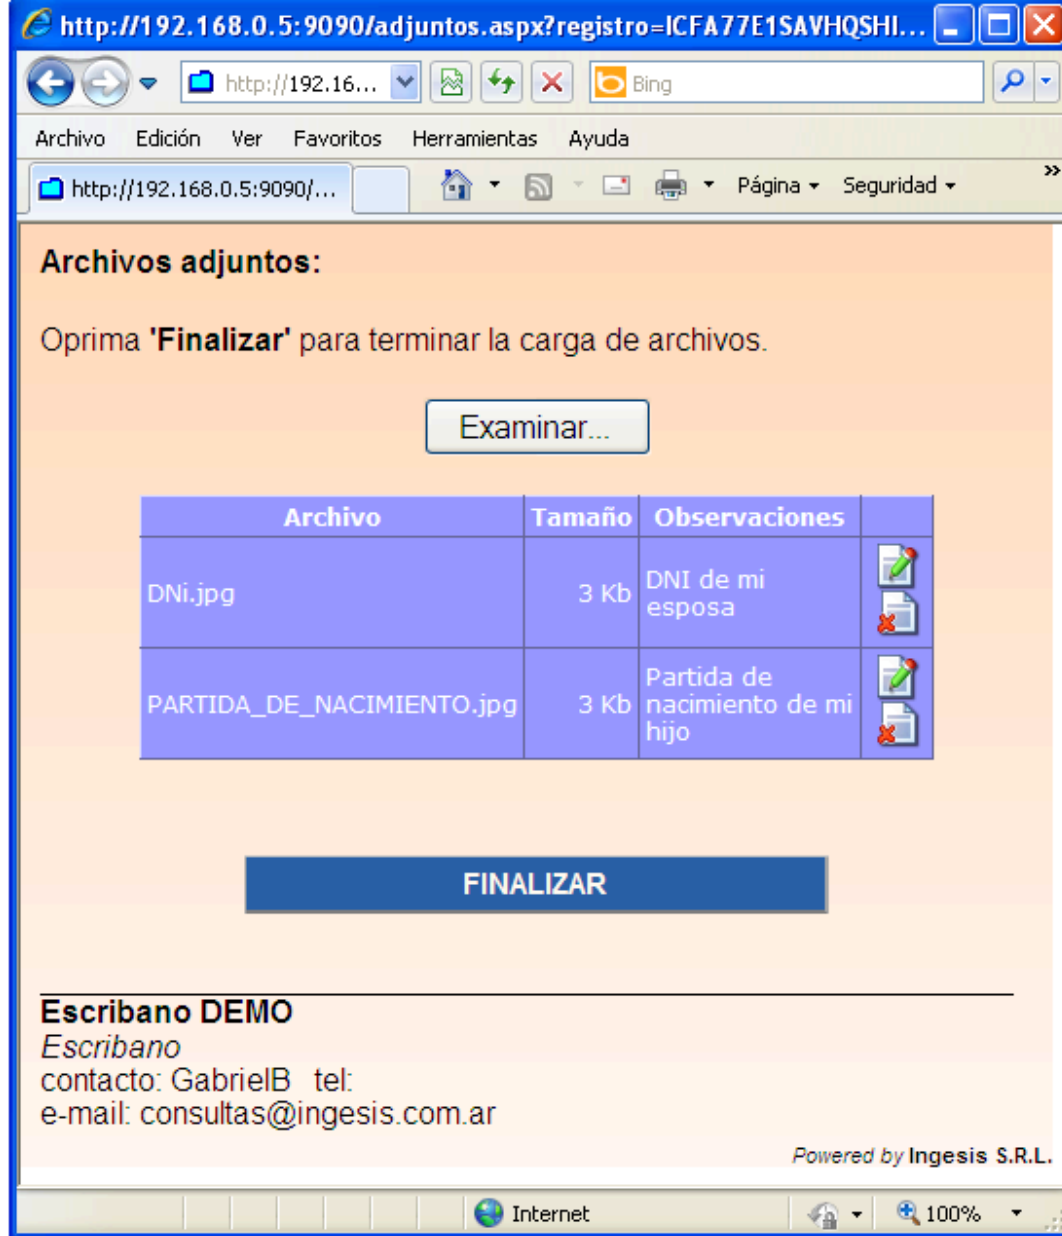 http://192.168.0.5:9090/adjuntos.aspx?registro=ICFA77E1SAVHQSHI...
http://192.16...
Bing
Archivo Edición Ver Favoritos Herramientas Ayuda
http://192.168.0.5:9090/...
Página Seguridad »
Archivos adjuntos:
Oprima 'Finalizar' para terminar la carga de archivos.
Examinar...
Archivo Tamaño Observaciones
DNi.jpg 3 Kb DNI de mi
esposa
PARTIDA_DE_NACIMIENTO.jpg 3 Kb Partida de
nacimiento de mi
hijo
FINALIZAR
Escribano DEMO
Escribano
contacto: GabrielB tel:
e-mail: consultas@ingesis.com.ar
Powered by Ingesis S.R.L.
Internet 100%